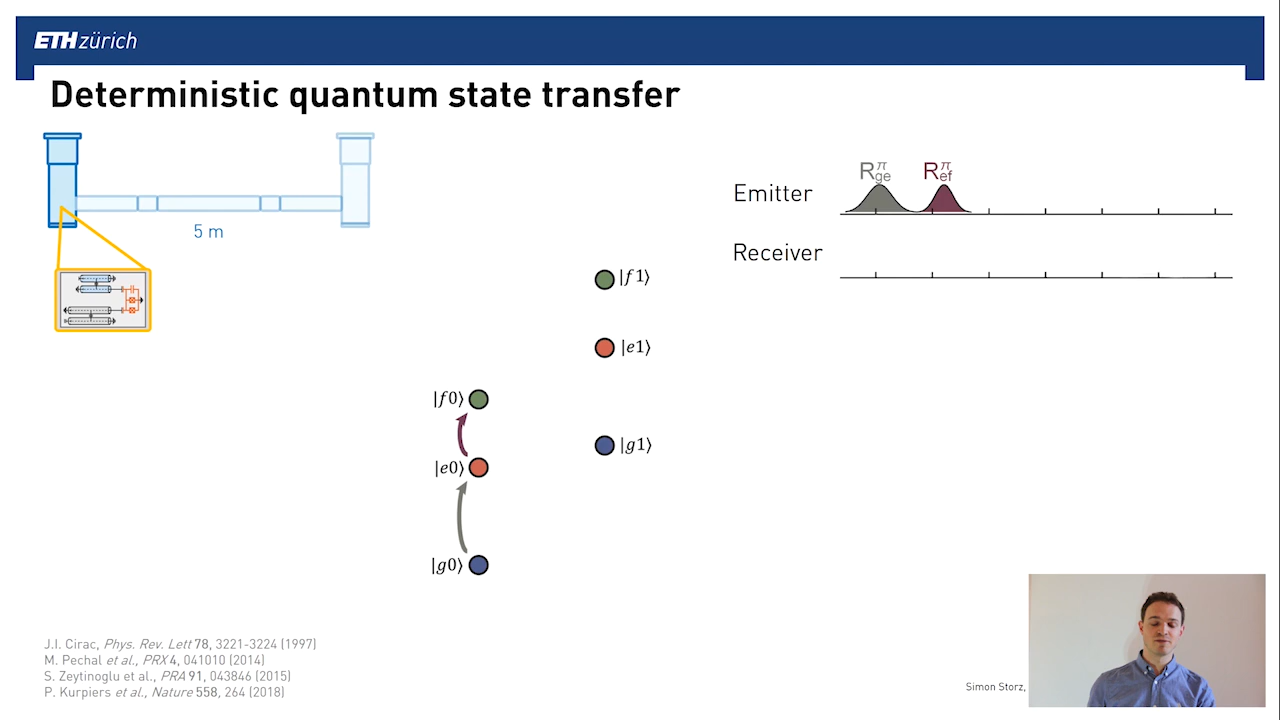 ETH zürich
Deterministic quantum state transfer
5 m
R^π_ge R^π_ef
Emitter
Receiver
|f1⟩
|e1⟩
|f0⟩
|g1⟩
|e0⟩
|g0⟩
J.I. Cirac, Phys. Rev. Lett 78, 3221-3224 (1997)
M. Pechal et al., PRX 4, 041010 (2014)
S. Zeytinoglu et al., PRA 91, 043846 (2015)
P. Kurpiers et al., Nature 558, 264 (2018)
Simon Storz,